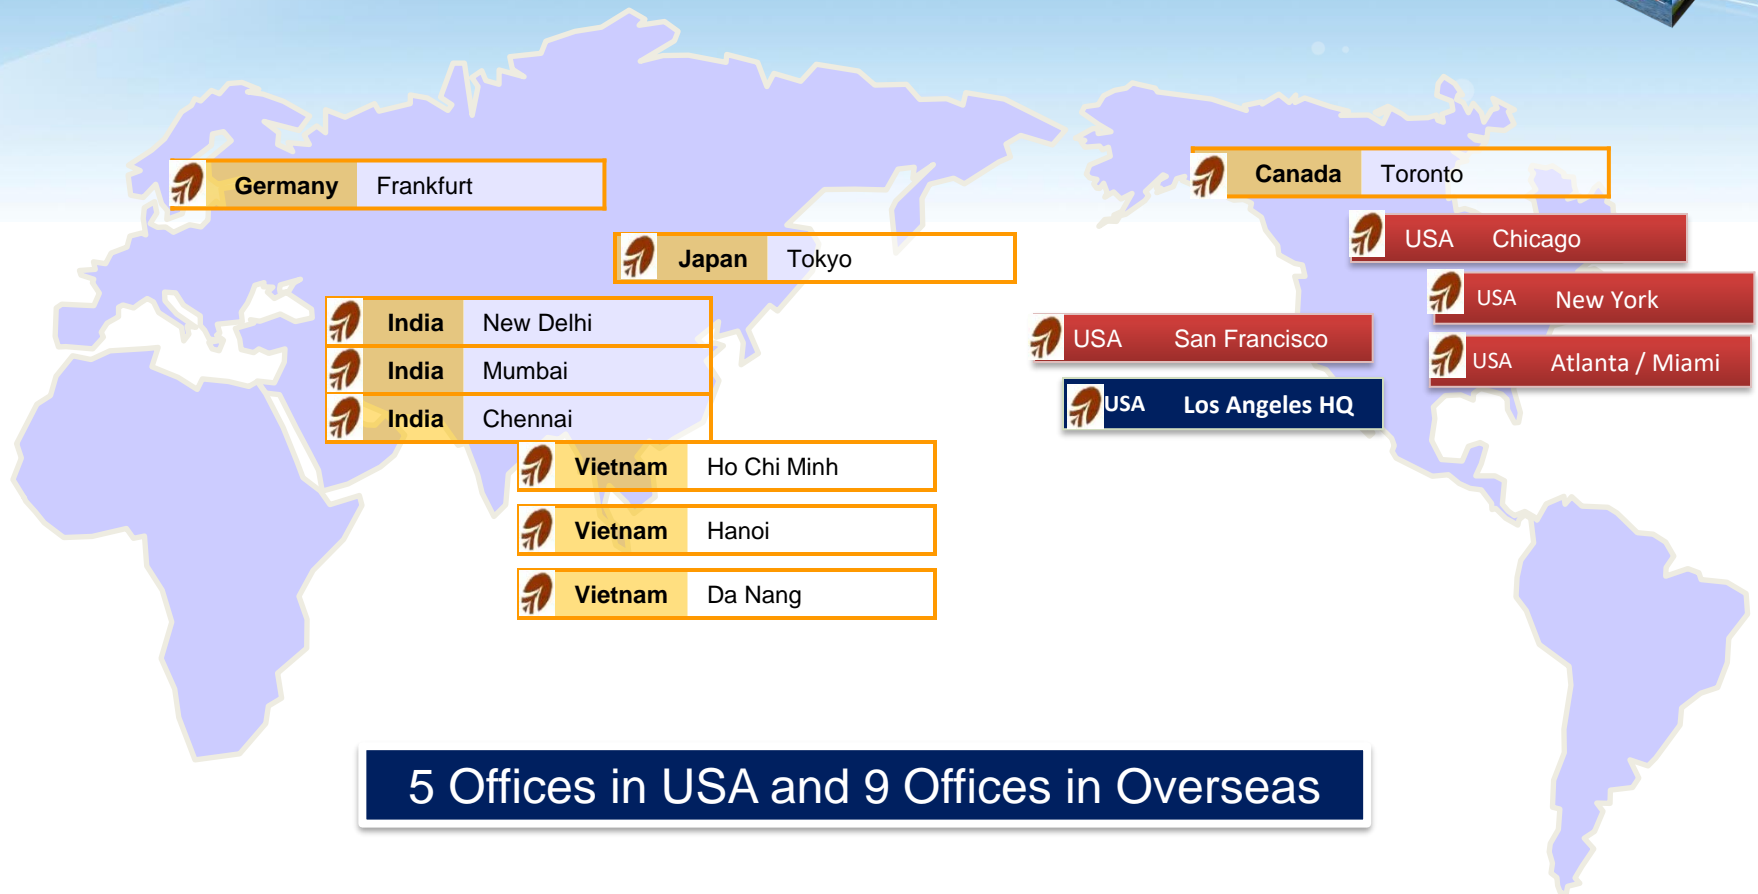 Germany Frankfurt
Canada Toronto
USA Chicago
Japan Tokyo
USA New York
India New Delhi
USA San Francisco
USA Atlanta / Miami
India Mumbai
India Chennai
USA Los Angeles HQ
Vietnam Ho Chi Minh
Vietnam Hanoi
Vietnam Da Nang
5 Offices in USA and 9 Offices in Overseas